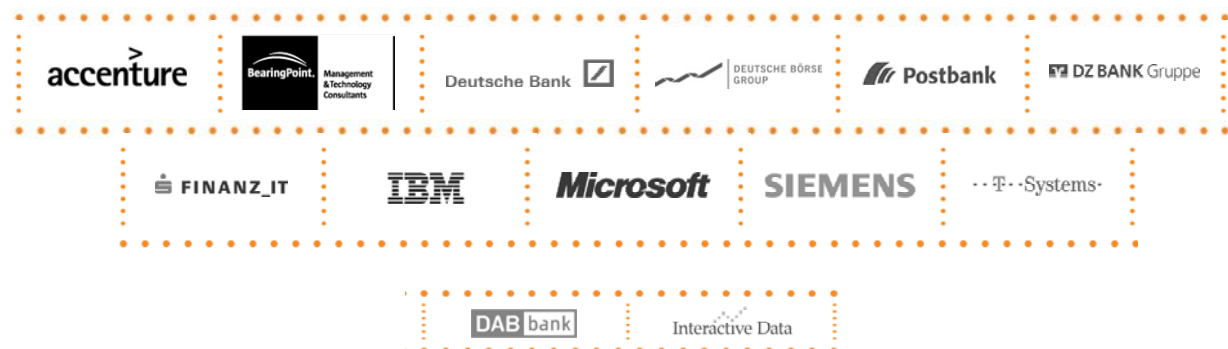 accenture
BearingPoint.
Management
& Technology
Consultants
Deutsche Bank
DEUTSCHE BÖRSE
GROUP
Postbank
DZ BANK Gruppe
FINANZ_IT
IBM
Microsoft
SIEMENS
··T··Systems·
DAB bank
Interactive Data